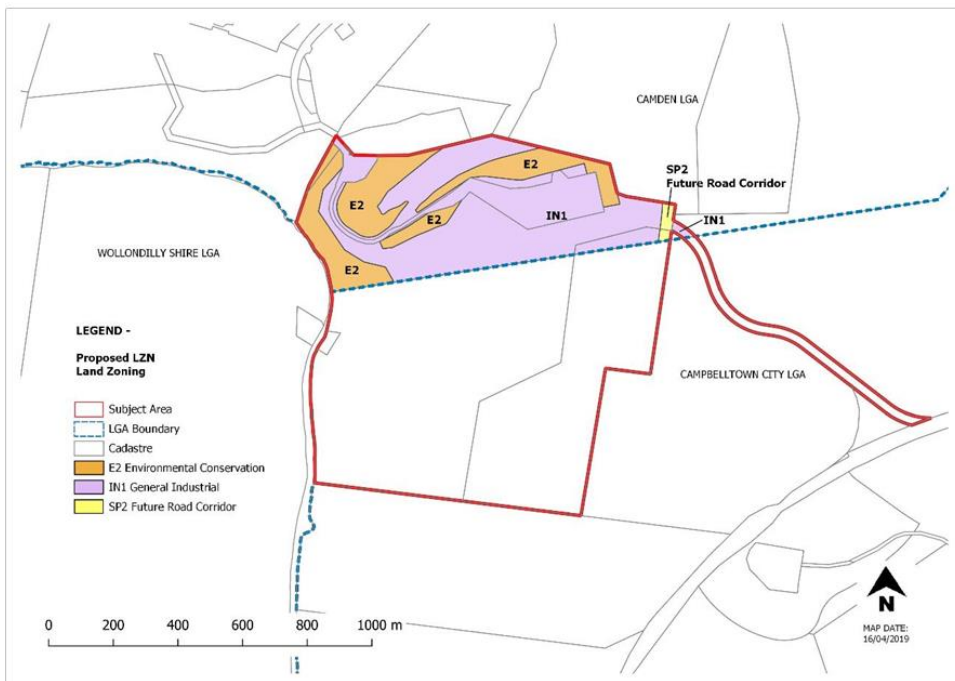 CAMDEN LGA
SP2
Future Road Corridor
E2
E2
IN1
E2
IN1
E2
WOLLONDILLY SHIRE LGA
CAMPBELLTOWN CITY LGA
LEGEND -
Proposed LZN
Land Zoning
Subject Area
LGA Boundary
Cadastre
E2 Environmental Conservation
IN1 General Industrial
SP2 Future Road Corridor
0 200 400 600 800 1000 m
N
MAP DATE:
16/04/2019